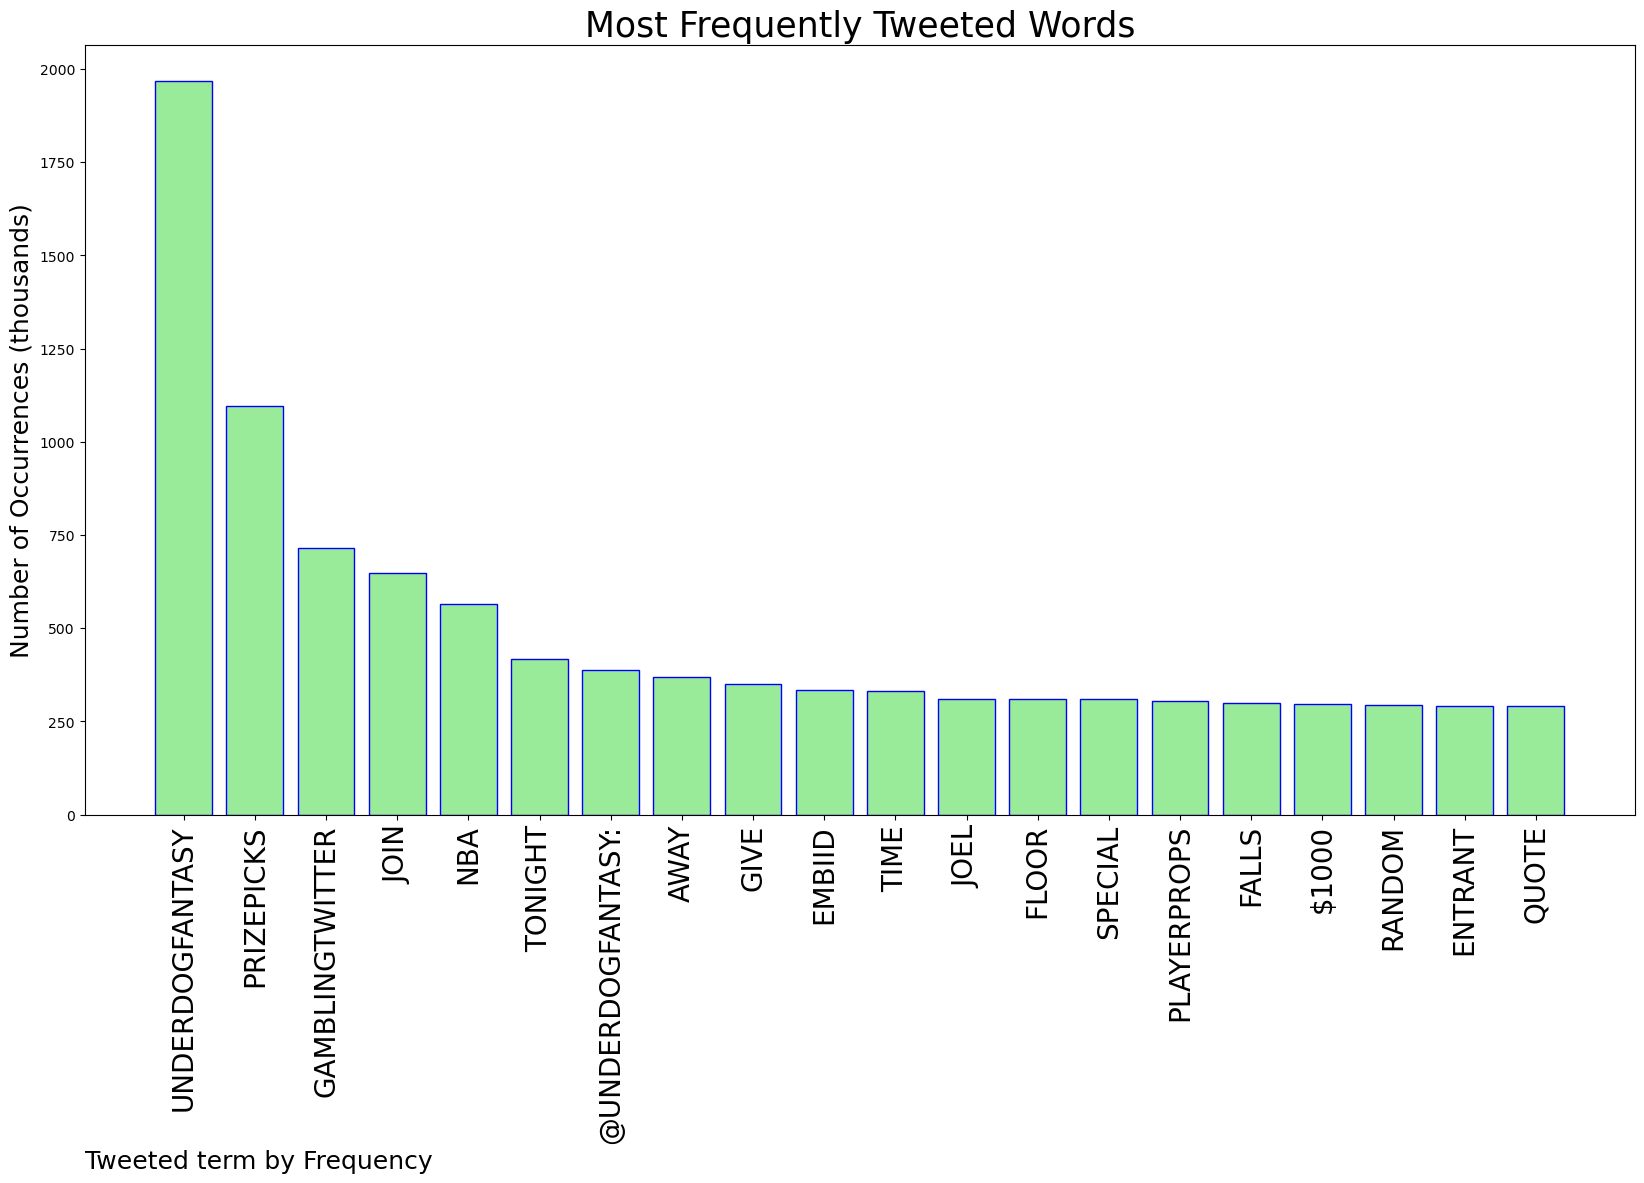 Most Frequently Tweeted Words
Number of Occurrences (thousands)
2000
1750
1500
1250
1000
750
500
250
0
UNDERDOGFANTASY
PRIZEPICKS
GAMBLINGTWITTER
JOIN
NBA
TONIGHT
@UNDERDOGFANTASY:
AWAY
GIVE
EMBIID
TIME
JOEL
FLOOR
SPECIAL
PLAYERPROPS
FALLS
$1000
RANDOM
ENTRANT
QUOTE
Tweeted term by Frequency